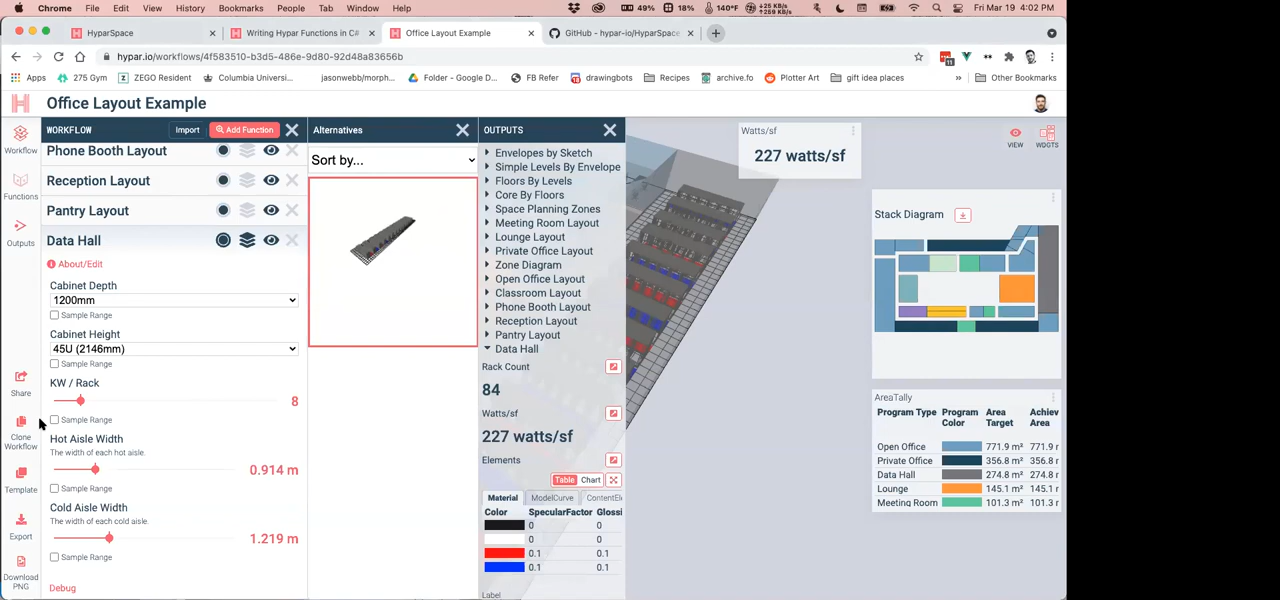 Chrome File Edit View History Bookmarks People Tab Window Help 49% 18% 140°F Fri Mar 19 4:02 PM
HyparSpace × Writing Hypar Functions in C# × Office Layout Example × GitHub - hypar-io/HyparSpace: ×
hypar.io/workflows/4f583510-b3d5-486e-9d80-92d48a83656b
Apps 275 Gym ZEGO Resident Columbia Universi... jasonwebb/morph... Folder - Google D... FB Refer drawingbots Recipes archive.fo Plotter Art gift idea places » Other Bookmarks
Office Layout Example
WORKFLOW Import Add Function
Workflow
Functions
Outputs
Share
Clone Workflow
Template
Export
Download PNG
Phone Booth Layout
Reception Layout
Pantry Layout
Data Hall
About/Edit
Cabinet Depth
1200mm
Sample Range
Cabinet Height
45U (2146mm)
Sample Range
KW / Rack
8
Sample Range
Hot Aisle Width
The width of each hot aisle.
0.914 m
Sample Range
Cold Aisle Width
The width of each cold aisle.
1.219 m
Sample Range
Debug
Alternatives
Sort by...
OUTPUTS
Envelopes by Sketch
Simple Levels By Envelope
Floors By Levels
Core By Floors
Space Planning Zones
Meeting Room Layout
Lounge Layout
Private Office Layout
Zone Diagram
Open Office Layout
Classroom Layout
Phone Booth Layout
Reception Layout
Pantry Layout
Data Hall
Rack Count
84
Watts/sf
227 watts/sf
Elements
Table Chart
Material ModelCurve ContentEl
Color SpecularFactor Glossi
0 0
0 0
0.1 0
0.1 0
Label
Watts/sf
227 watts/sf
VIEW WDGTS
Stack Diagram
AreaTally
Program Type Program Color Area Target Achiev Area
Open Office 771.9 m² 771.9 r
Private Office 356.8 m² 356.8 r
Data Hall 274.8 m² 274.8 r
Lounge 145.1 m² 145.1 r
Meeting Room 101.3 m² 101.3 r